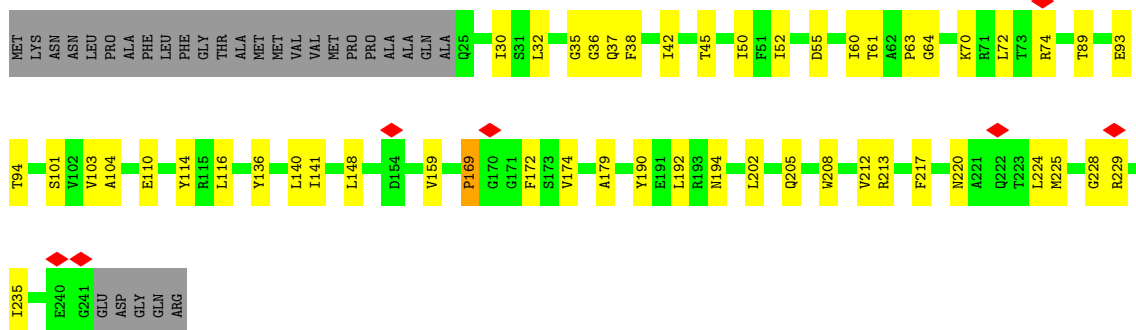 MET LYS ASN ASN LEU PRO ALA PHE LEU PHE GLY THR ALA MET MET VAL VAL MET PRO PRO ALA ALA GLN ALA Q25 I30 S31 L32 G35 G36 Q37 F38 I42 T45 I50 F51 I52 D55 I60 T61 A62 P63 G64 K70 R71 L72 T73 R74 T89 E93
T94 S101 V102 V103 A104 E110 Y114 R115 L116 Y136 L140 I141 L148 D154 V159 P169 G170 G171 F172 S173 V174 A179 Y190 E191 L192 R193 N194 L202 Q205 W208 V212 R213 F217 N220 A221 Q222 T223 L224 M225 G228 R229
I235 E240 G241 GLU ASP GLY GLN ARG